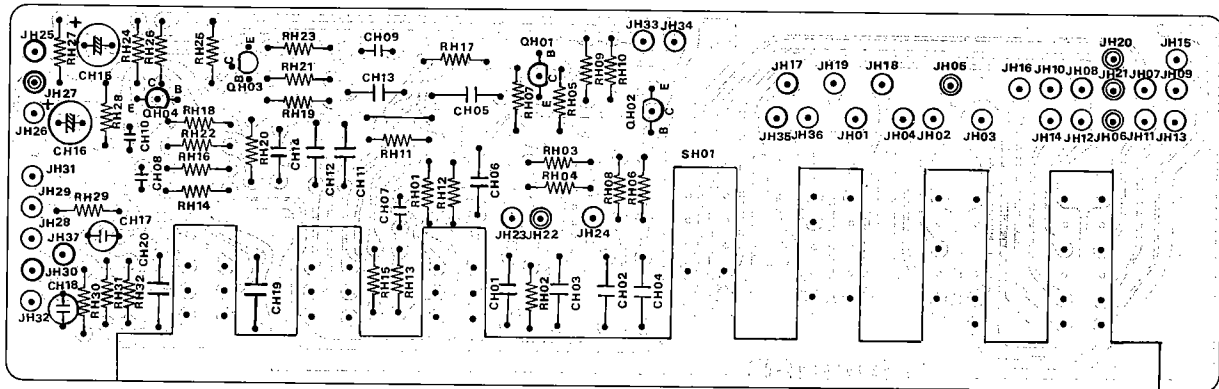 JH25
RH27
CH15
RH24
RH26
RH25
C
E
B
QH03
RH23
RH21
RH19
CH09
CH13
RH17
CH05
QH01
B
C
E
RH07
RH05
RH09
RH10
JH33
JH34
QH02
E
C
B
JH17
JH19
JH18
JH05
JH16
JH10
JH08
JH20
JH21
JH07
JH15
JH09
JH27
JH26
CH16
RH28
C
B
E
QH04
CH10
CH08
RH18
RH22
RH16
RH14
RH20
CH14
CH12
CH11
RH11
RH01
RH12
CH06
CH07
RH03
RH04
RH08
RH06
SH01
JH35
JH36
JH01
JH04
JH02
JH03
JH14
JH12
JH06
JH11
JH13
JH31
JH29
RH29
JH28
CH17
JH37
JH30
CH18
JH32
RH30
RH31
RH32
CH20
CH19
RH15
RH13
JH23
JH22
JH24
CH01
RH02
CH03
CH02
CH04